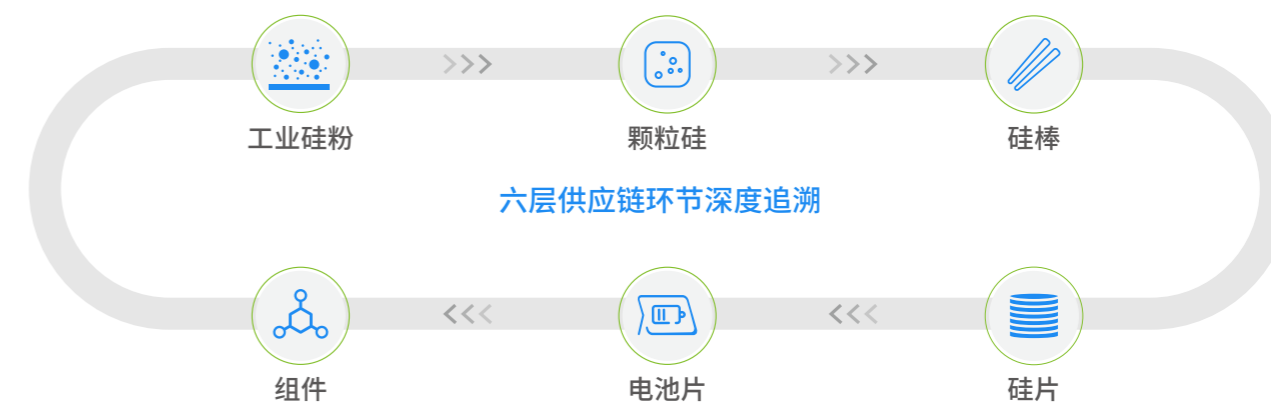 工业硅粉
颗粒硅
硅棒
六层供应链环节深度追溯
组件
电池片
硅片